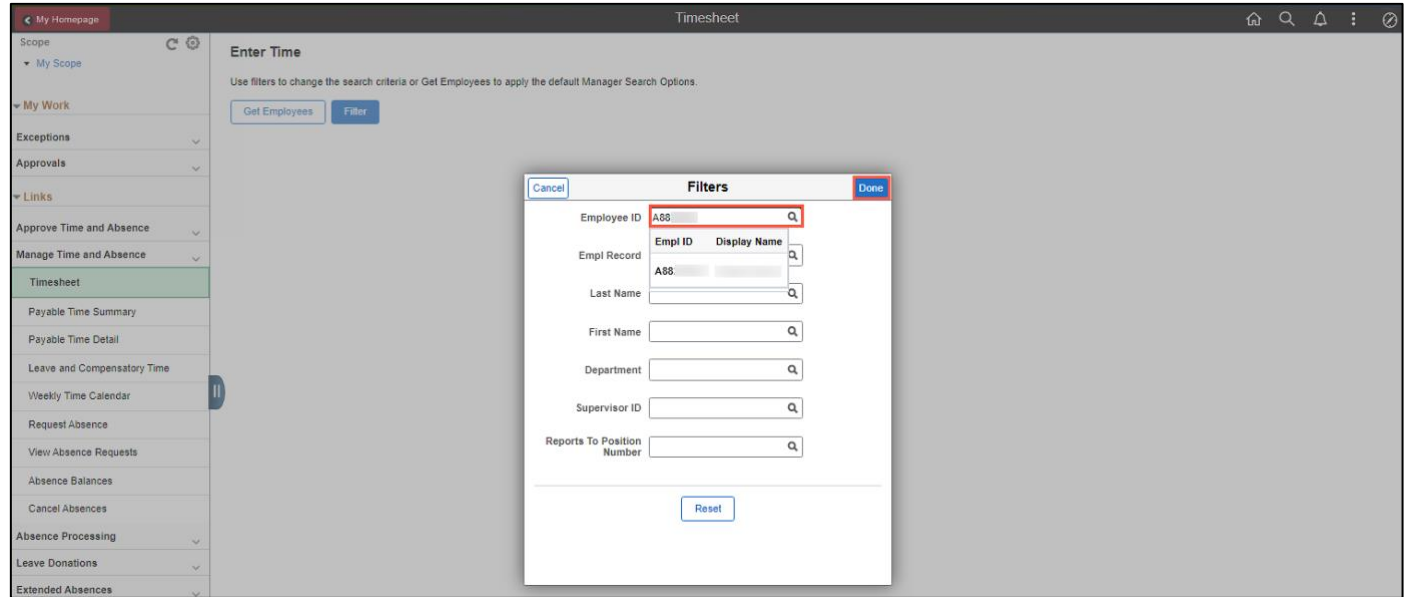 My Homepage
Timesheet
Scope
My Scope
My Work
Exceptions
Approvals
Links
Approve Time and Absence
Manage Time and Absence
Timesheet
Payable Time Summary
Payable Time Detail
Leave and Compensatory Time
Weekly Time Calendar
Request Absence
View Absence Requests
Absence Balances
Cancel Absences
Absence Processing
Leave Donations
Extended Absences
Enter Time
Use filters to change the search criteria or Get Employees to apply the default Manager Search Options.
Get Employees Filter
Cancel Filters Done
Employee ID A88
Empl ID Display Name
Empl Record
A88
Last Name
First Name
Department
Supervisor ID
Reports To Position
Number
Reset